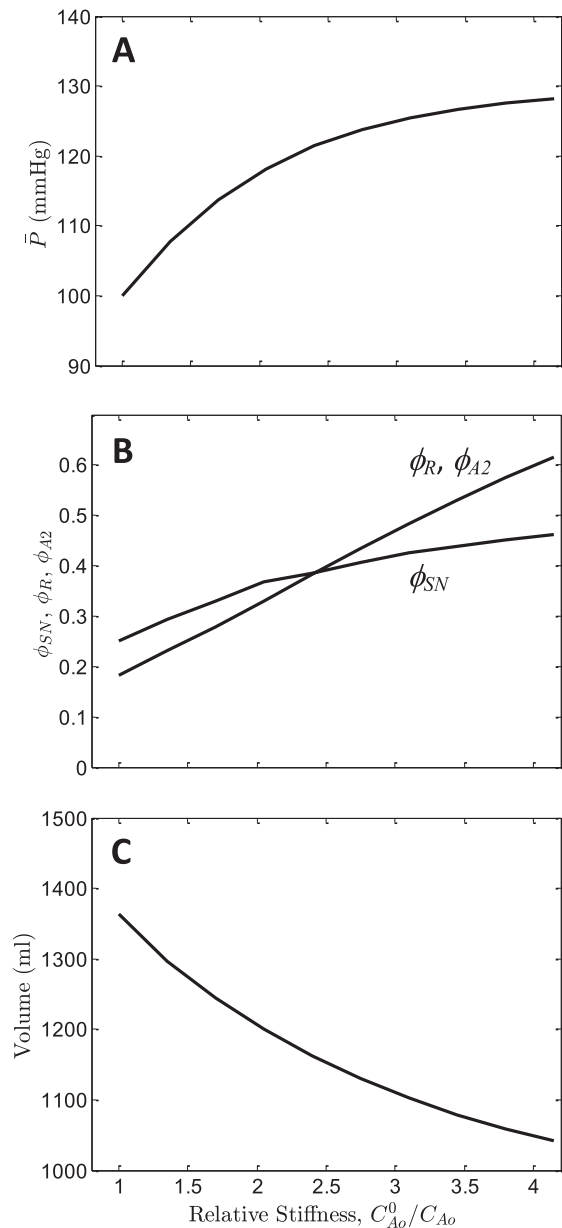 A
140
130
120
110
100
90
P̄ (mmHg)
B
0.6
0.5
0.4
0.3
0.2
0.1
0
ϕSN, ϕR, ϕA2
ϕR, ϕA2
ϕSN
C
1500
1400
1300
1200
1100
1000
Volume (ml)
1 1.5 2 2.5 3 3.5 4
Relative Stiffness, C⁰Ao/CAo